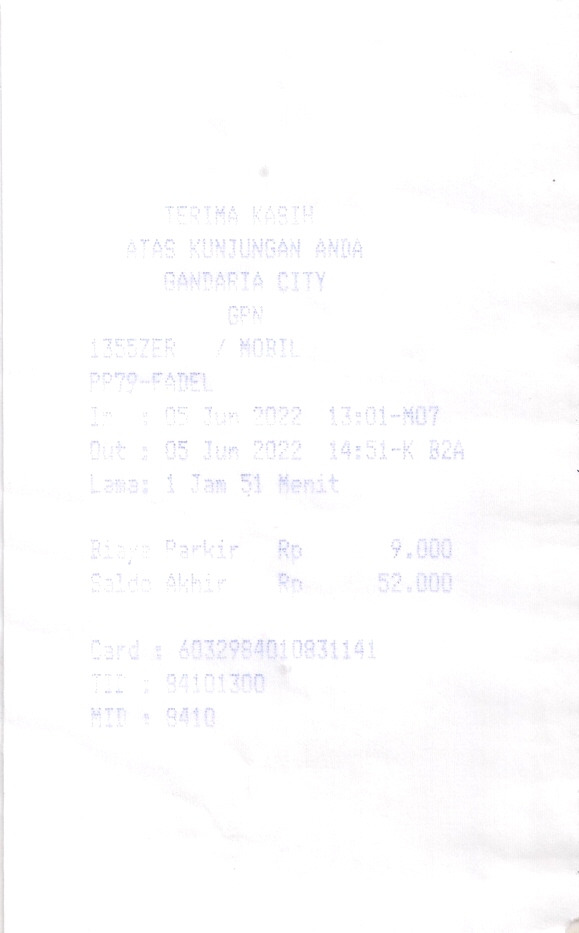 TERIMA KASIH
ATAS KUNJUNGAN ANDA
GANDARIA CITY
GPN
1355ZER / MOBIL
PP79-FADEL
In : 05 Jun 2022 13:01-M07
Out : 05 Jun 2022 14:51-K B2A
Lama: 1 Jam 51 Menit
Biaya Parkir Rp 9.000
Saldo Akhir Rp 52.000
Card : 6032984010831141
TII : 84101300
MID : 8410